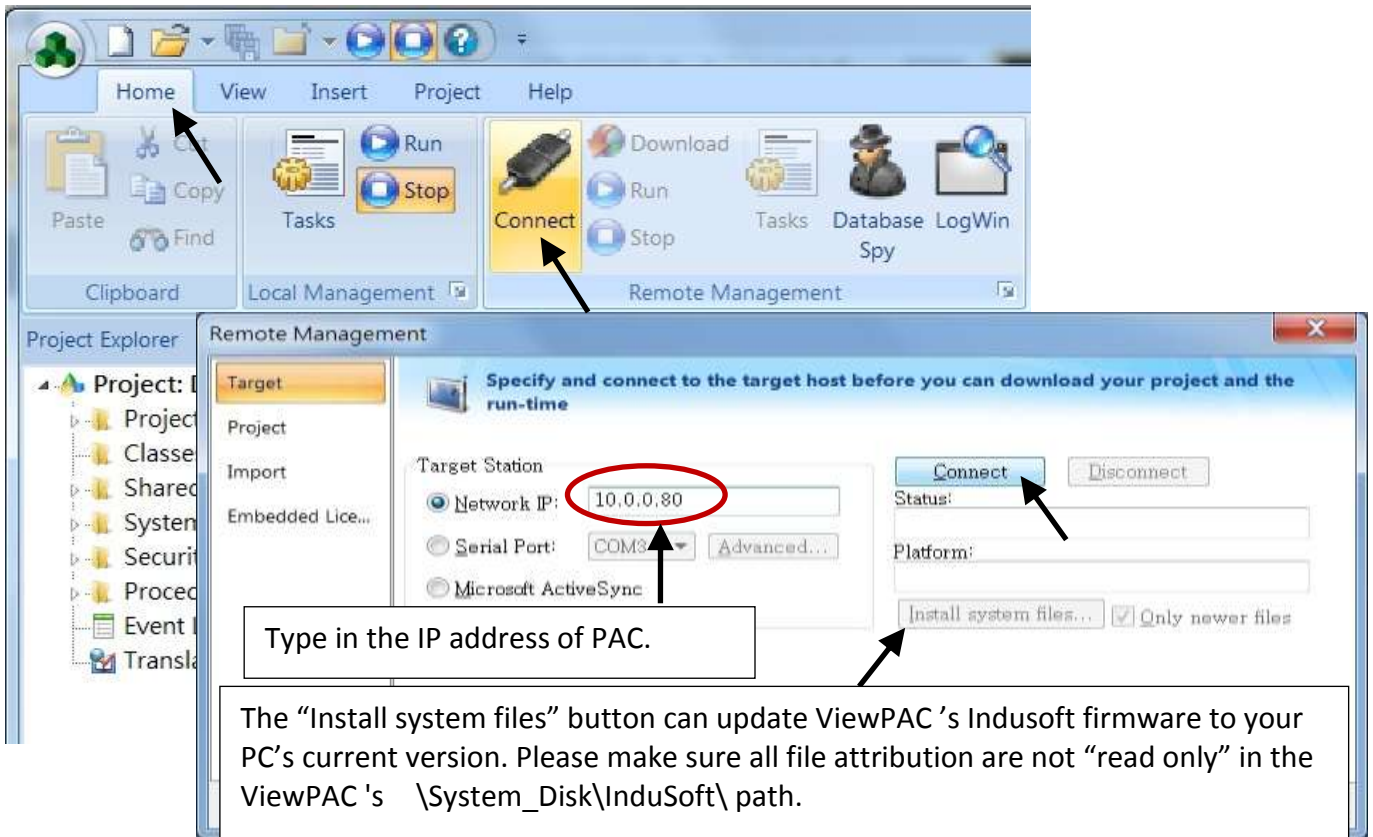 Home View Insert Project Help
Cut
Copy
Paste
Find
Clipboard
Tasks
Run
Stop
Local Management
Connect
Download
Run
Stop
Tasks
Database Spy
LogWin
Remote Management
Project Explorer
Project:
Project
Classe
Shared
System
Securit
Proced
Event
Transla
Remote Management
X
Target
Project
Import
Embedded Lice...
Specify and connect to the target host before you can download your project and the
run-time
Target Station
Network IP: 10.0.0.80
Serial Port: COM3 Advanced...
Microsoft ActiveSync
Connect Disconnect
Status:
Platform:
Install system files... Only newer files
Type in the IP address of PAC.
The “Install system files” button can update ViewPAC ’s Indusoft firmware to your
PC’s current version. Please make sure all file attribution are not “read only” in the
ViewPAC 's \System_Disk\InduSoft\ path.